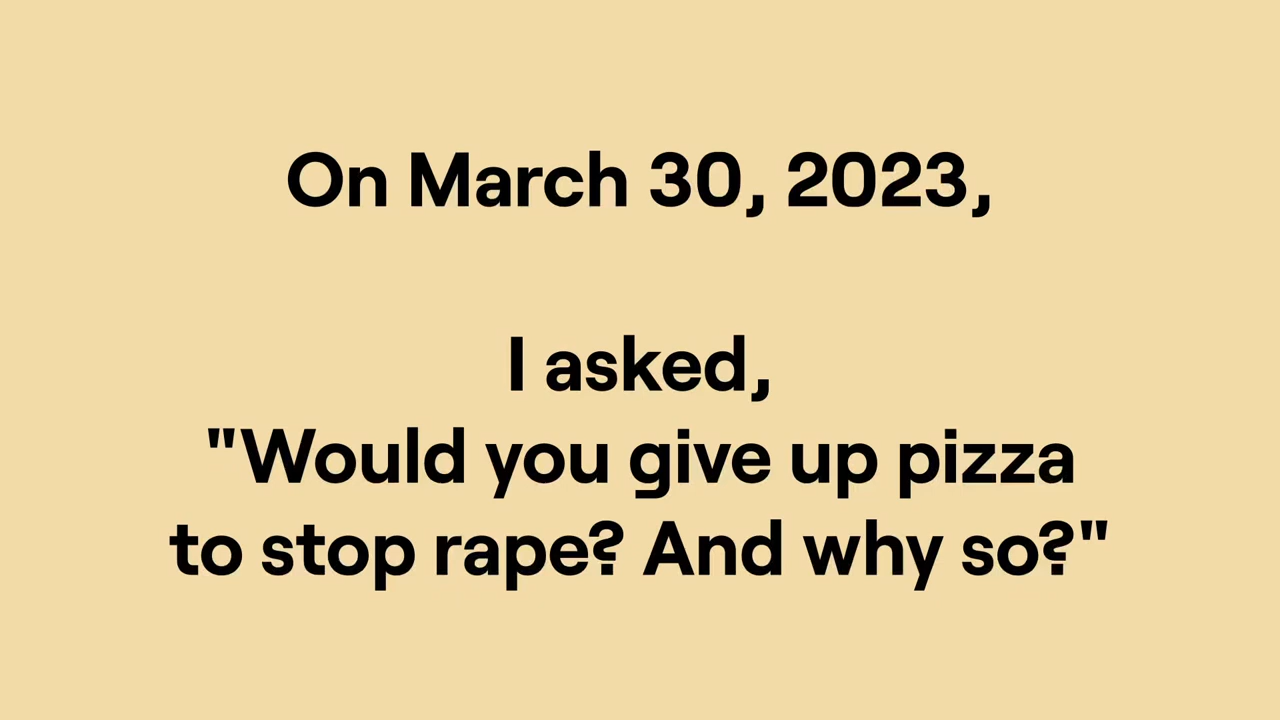 On March 30, 2023,
I asked,
"Would you give up pizza
to stop rape? And why so?"